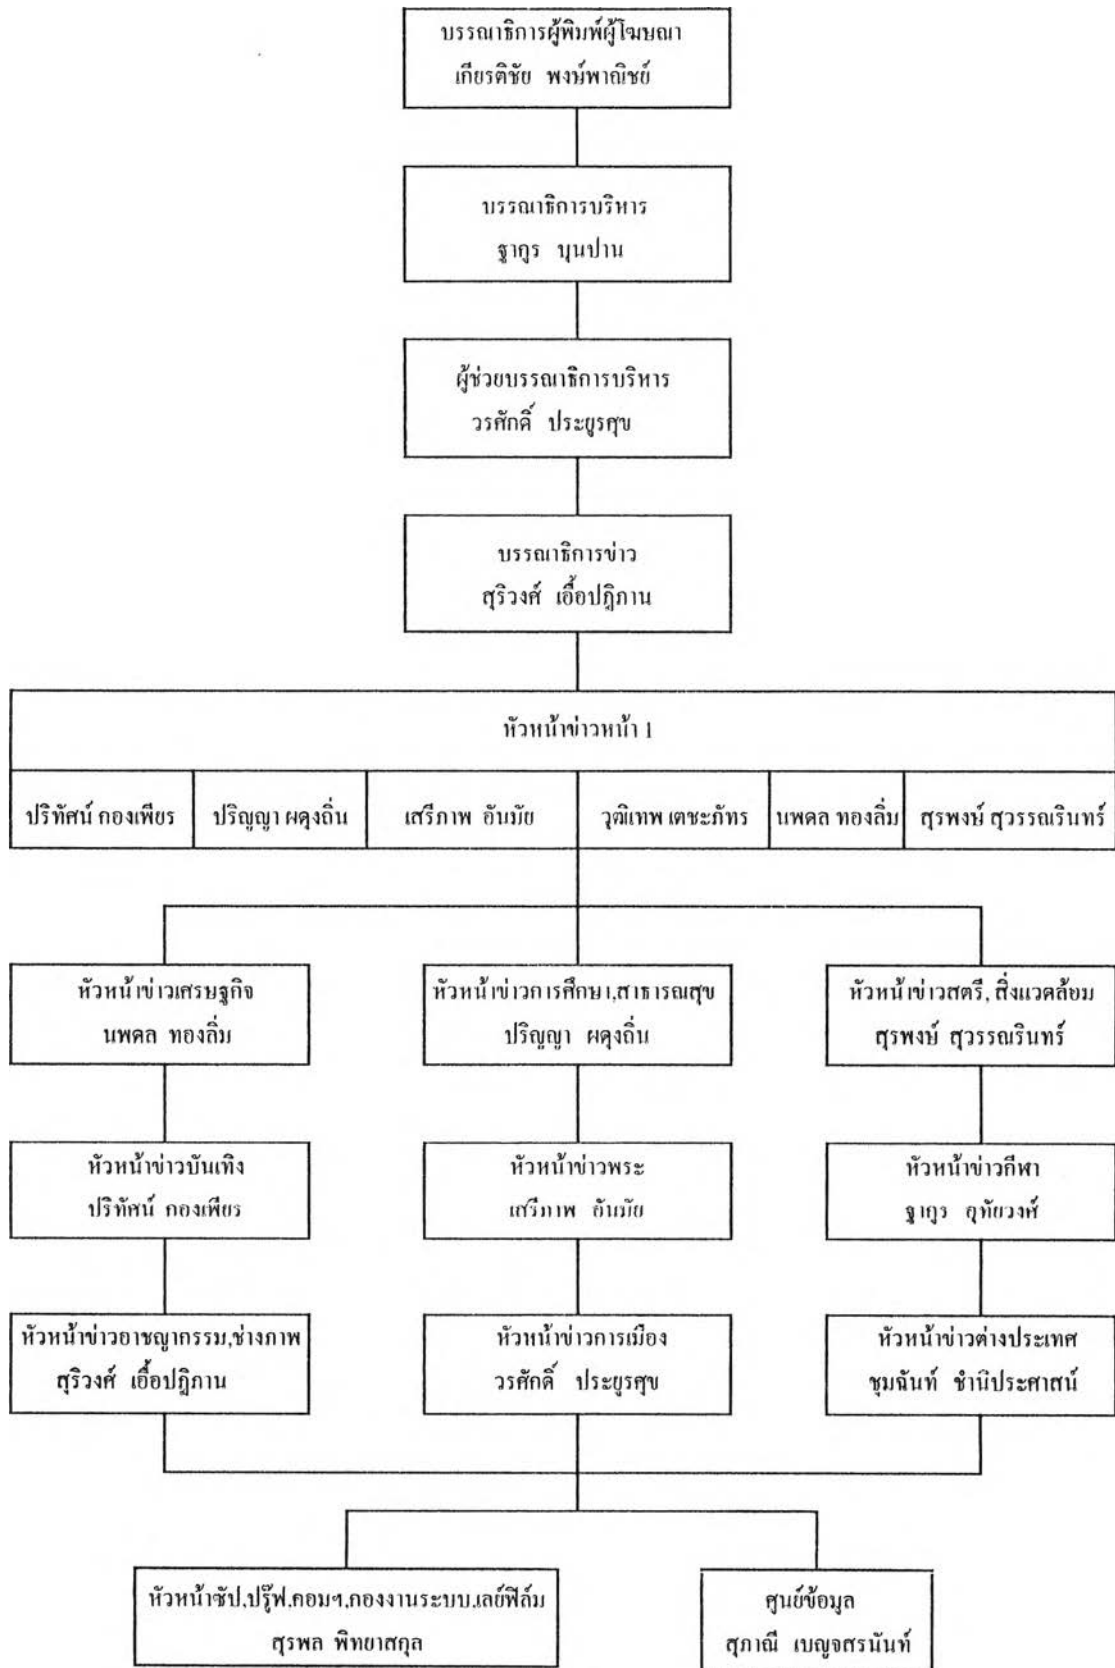 บรรณาธิการผู้พิมพ์ผู้โฆษณา
เกียรติชัย พงษ์พาณิชย์
บรรณาธิการบริหาร
ฐากูร บุนปาน
ผู้ช่วยบรรณาธิการบริหาร
วรศักดิ์ ประยูรศุข
บรรณาธิการข่าว
สุริวงศ์ เอื้อปฏิภาน
หัวหน้าข่าวหน้า 1
ปริทัศน์ กองเพียร ปริญญา ผดุงถิ่น เสรีภาพ อันมัย วุฒิเทพ เตชะภัทร นพดล ทองลิ่ม สุรพงษ์ สุวรรณรินทร์
หัวหน้าข่าวเศรษฐกิจ
นพดล ทองลิ่ม
หัวหน้าข่าวการศึกษา,สาธารณสุข
ปริญญา ผดุงถิ่น
หัวหน้าข่าวสตรี, สิ่งแวดล้อม
สุรพงษ์ สุวรรณรินทร์
หัวหน้าข่าวบันเทิง
ปริทัศน์ กองเพียร
หัวหน้าข่าวพระ
เสรีภาพ อันมัย
หัวหน้าข่าวกีฬา
ฐากูร อุทัยวงศ์
หัวหน้าข่าวอาชญากรรม,ช่างภาพ
สุริวงศ์ เอื้อปฏิภาน
หัวหน้าข่าวการเมือง
วรศักดิ์ ประยูรศุข
หัวหน้าข่าวต่างประเทศ
ชุมฉันท์ ชำนิประศาสน์
หัวหน้าซัป,ปรู๊ฟ,คอมฯ,กองงานระบบ,เลย์ฟิล์ม
สุรพล พิทยาสกุล
ศูนย์ข้อมูล
สุภาณี เบญจสรนันท์